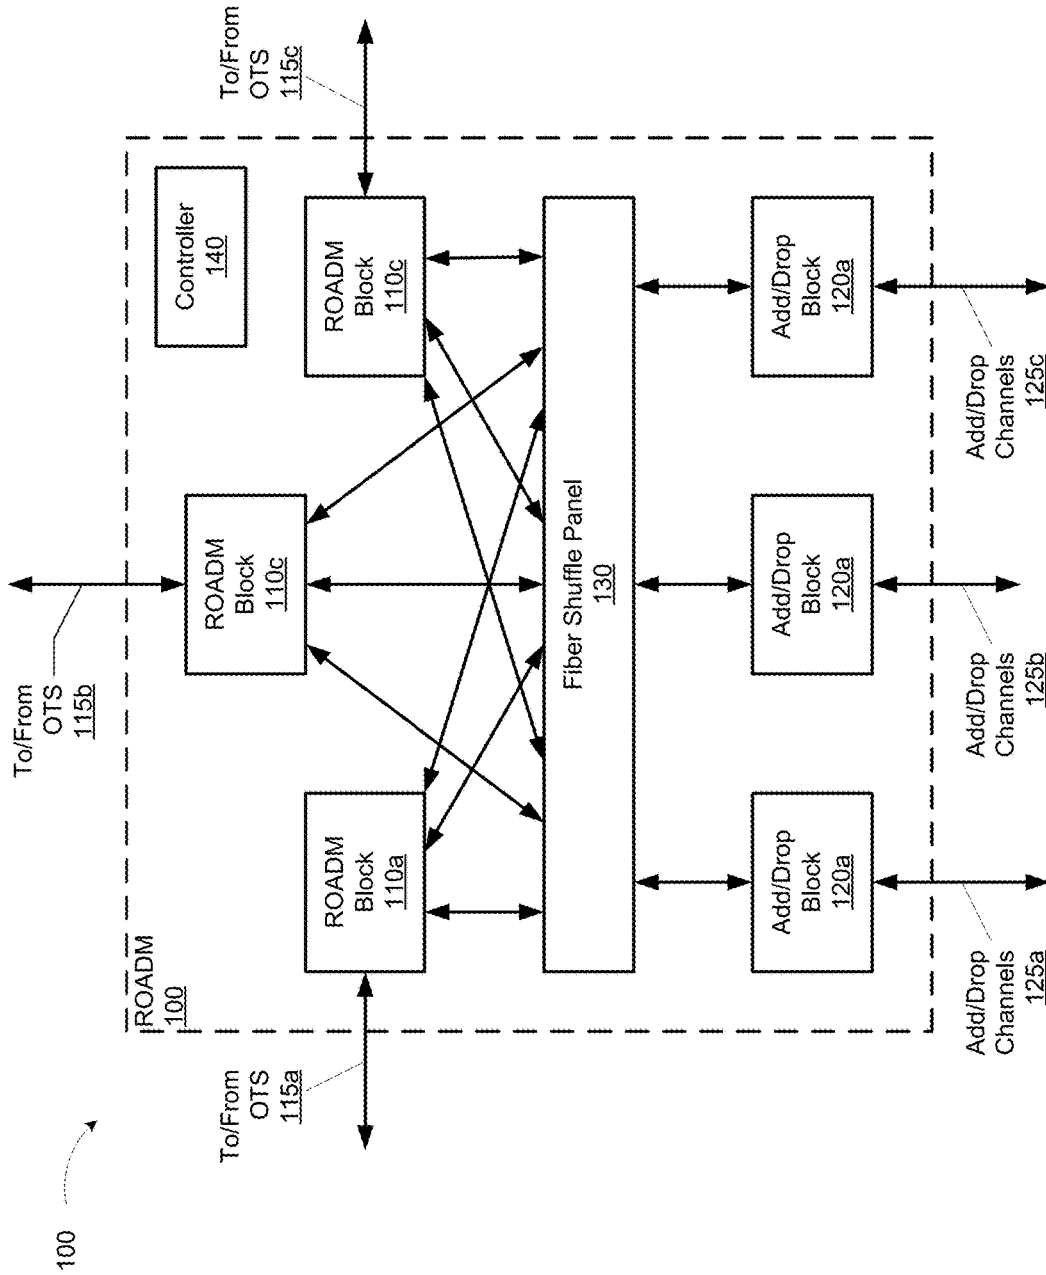 100
ROADM
100
To/From
OTS
115a
To/From
OTS
115b
To/From
OTS
115c
Controller
140
ROADM
Block
110a
ROADM
Block
110c
ROADM
Block
110c
Fiber Shuffle Panel
130
Add/Drop
Block
120a
Add/Drop
Block
120a
Add/Drop
Block
120a
Add/Drop
Channels
125a
Add/Drop
Channels
125b
Add/Drop
Channels
125c